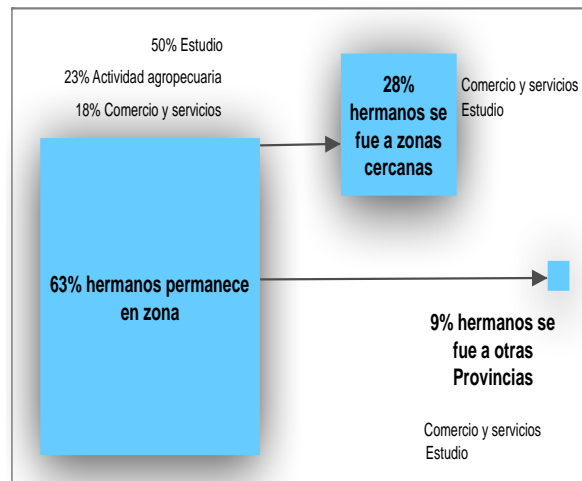 50% Estudio
23% Actividad agropecuaria
18% Comercio y servicios
28%
hermanos se
fue a zonas
cercanas
Comercio y servicios
Estudio
63% hermanos permanece
en zona
9% hermanos se
fue a otras
Provincias
Comercio y servicios
Estudio